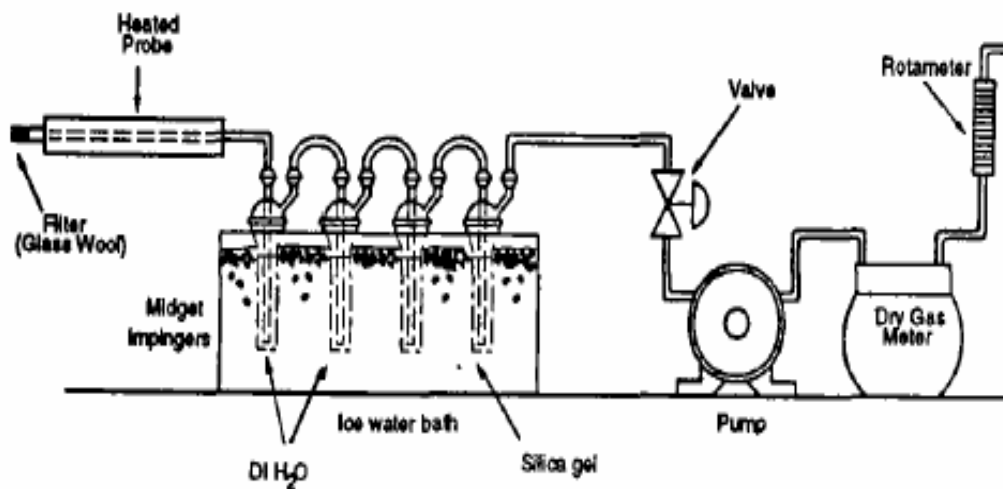 Heated
Probe
Rotameter
Valve
Filter
(Glass Wool)
Midget
Impingers
Dry Gas
Meter
Ice water bath
Pump
DI H₂O
Silica gel